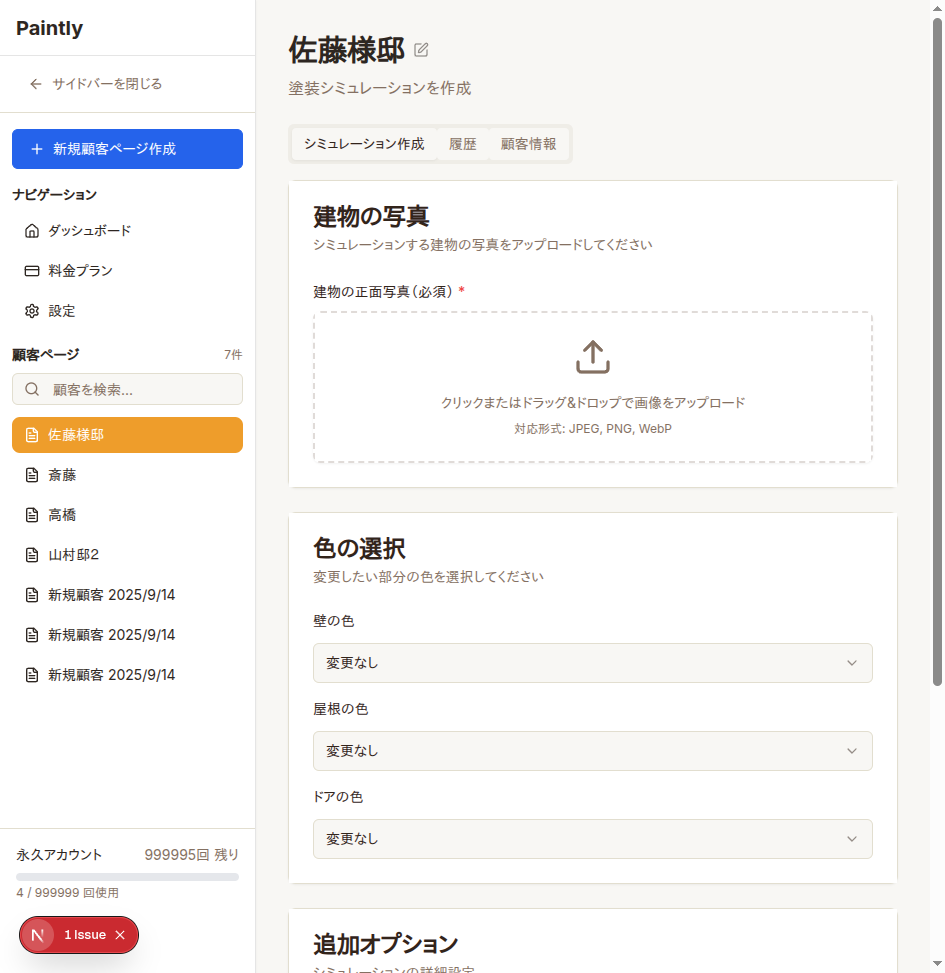 Paintly
サイドバーを閉じる
新規顧客ページ作成
ナビゲーション
ダッシュボード
料金プラン
設定
顧客ページ 7件
顧客を検索...
佐藤様邸
斎藤
高橋
山村邸2
新規顧客 2025/9/14
新規顧客 2025/9/14
新規顧客 2025/9/14
永久アカウント 999995回 残り
4 / 999999 回使用
N 1 Issue
佐藤様邸
塗装シミュレーションを作成
シミュレーション作成 履歴 顧客情報
建物の写真
シミュレーションする建物の写真をアップロードしてください
建物の正面写真(必須) *
クリックまたはドラッグ&ドロップで画像をアップロード
対応形式: JPEG, PNG, WebP
色の選択
変更したい部分の色を選択してください
壁の色
変更なし
屋根の色
変更なし
ドアの色
変更なし
追加オプション
シミュレーションの詳細設定